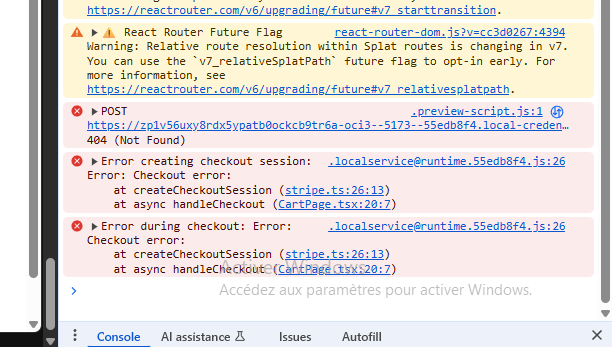 https://reactrouter.com/v6/upgrading/future#v7_starttransition.
▶⚠ React Router Future Flag react-router-dom.js?v=cc3d0267:4394
Warning: Relative route resolution within Splat routes is changing in v7.
You can use the `v7_relativeSplatPath` future flag to opt-in early. For
more information, see
https://reactrouter.com/v6/upgrading/future#v7_relativesplatpath.
▶POST .preview-script.js:1
https://zp1v56uxy8rdx5ypatb0ockcb9tr6a-oci3--5173--55edb8f4.local-creden…
404 (Not Found)
▶Error creating checkout session: .localservice@runtime.55edb8f4.js:26
Error: Checkout error:
at createCheckoutSession (stripe.ts:26:13)
at async handleCheckout (CartPage.tsx:20:7)
▶Error during checkout: Error: .localservice@runtime.55edb8f4.js:26
Checkout error:
at createCheckoutSession (stripe.ts:26:13)
at async handleCheckout (CartPage.tsx:20:7)
Activer Windows
Accédez aux paramètres pour activer Windows.
Console AI assistance Issues Autofill